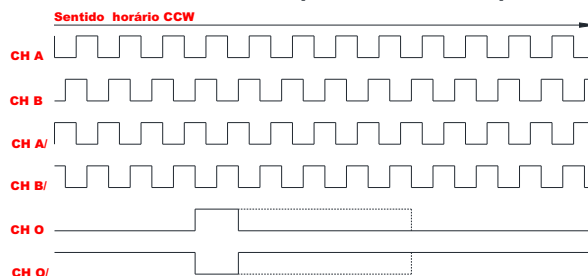 Sentido horário CCW
CH A
CH B
CH A/
CH B/
CH O
CH O/